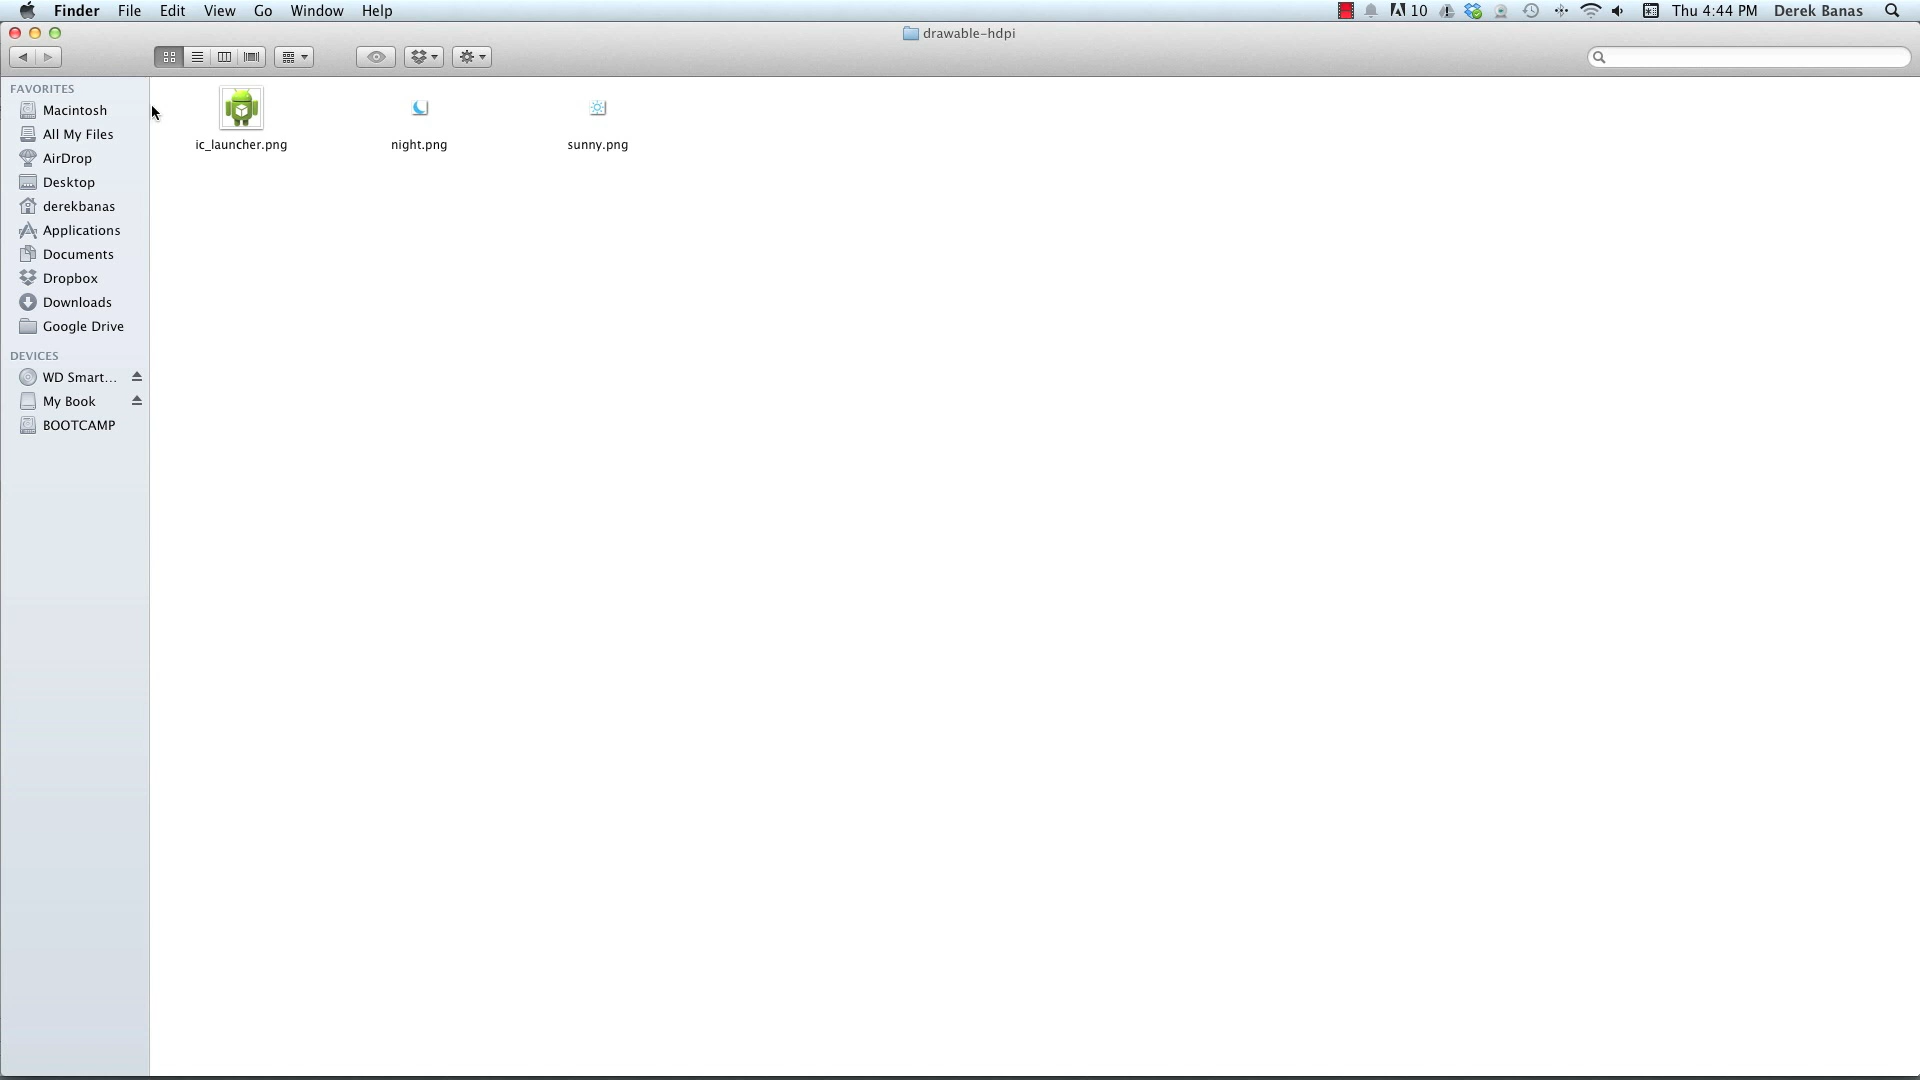 Finder File Edit View Go Window Help 10 Thu 4:44 PM Derek Banas
drawable-hdpi
FAVORITES
Macintosh
All My Files
AirDrop
Desktop
derekbanas
Applications
Documents
Dropbox
Downloads
Google Drive
DEVICES
WD Smart...
My Book
BOOTCAMP
ic_launcher.png night.png sunny.png